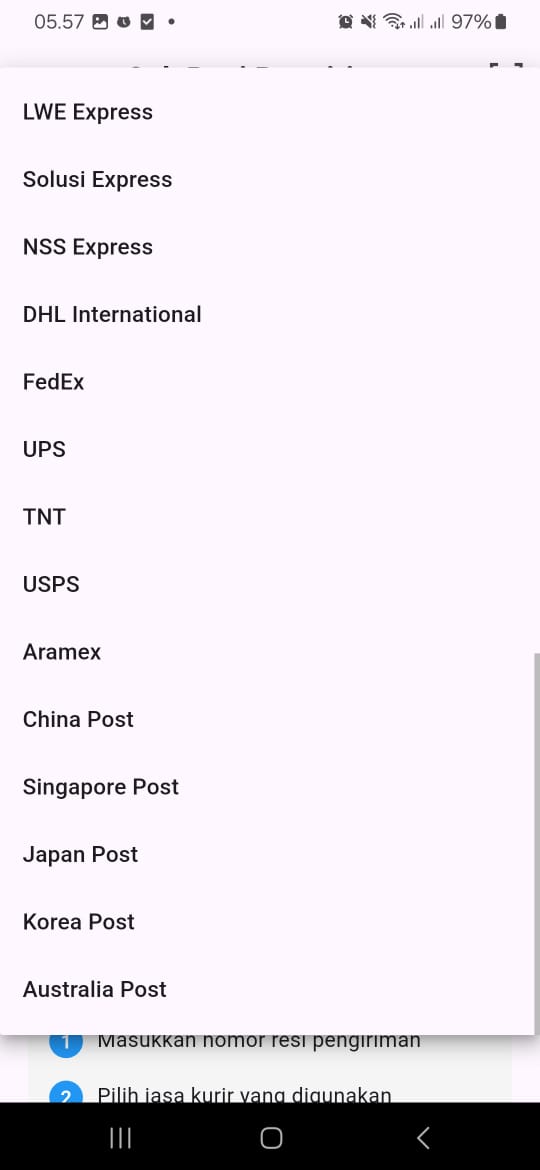 05.57
97%
LWE Express
Solusi Express
NSS Express
DHL International
FedEx
UPS
TNT
USPS
Aramex
China Post
Singapore Post
Japan Post
Korea Post
Australia Post
1 Masukkan nomor resi pengiriman
2 Pilih jasa kurir yang digunakan